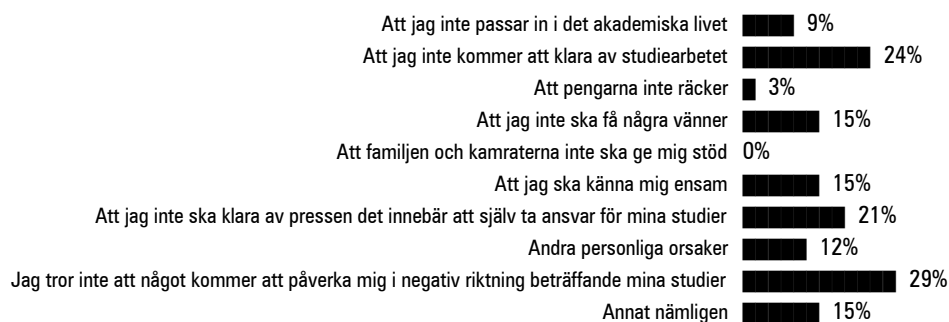 Att jag inte passar in i det akademiska livet 9%
Att jag inte kommer att klara av studiearbetet 24%
Att pengarna inte räcker 3%
Att jag inte ska få några vänner 15%
Att familjen och kamraterna inte ska ge mig stöd 0%
Att jag ska känna mig ensam 15%
Att jag inte ska klara av pressen det innebär att själv ta ansvar för mina studier 21%
Andra personliga orsaker 12%
Jag tror inte att något kommer att påverka mig i negativ riktning beträffande mina studier 29%
Annat nämligen 15%